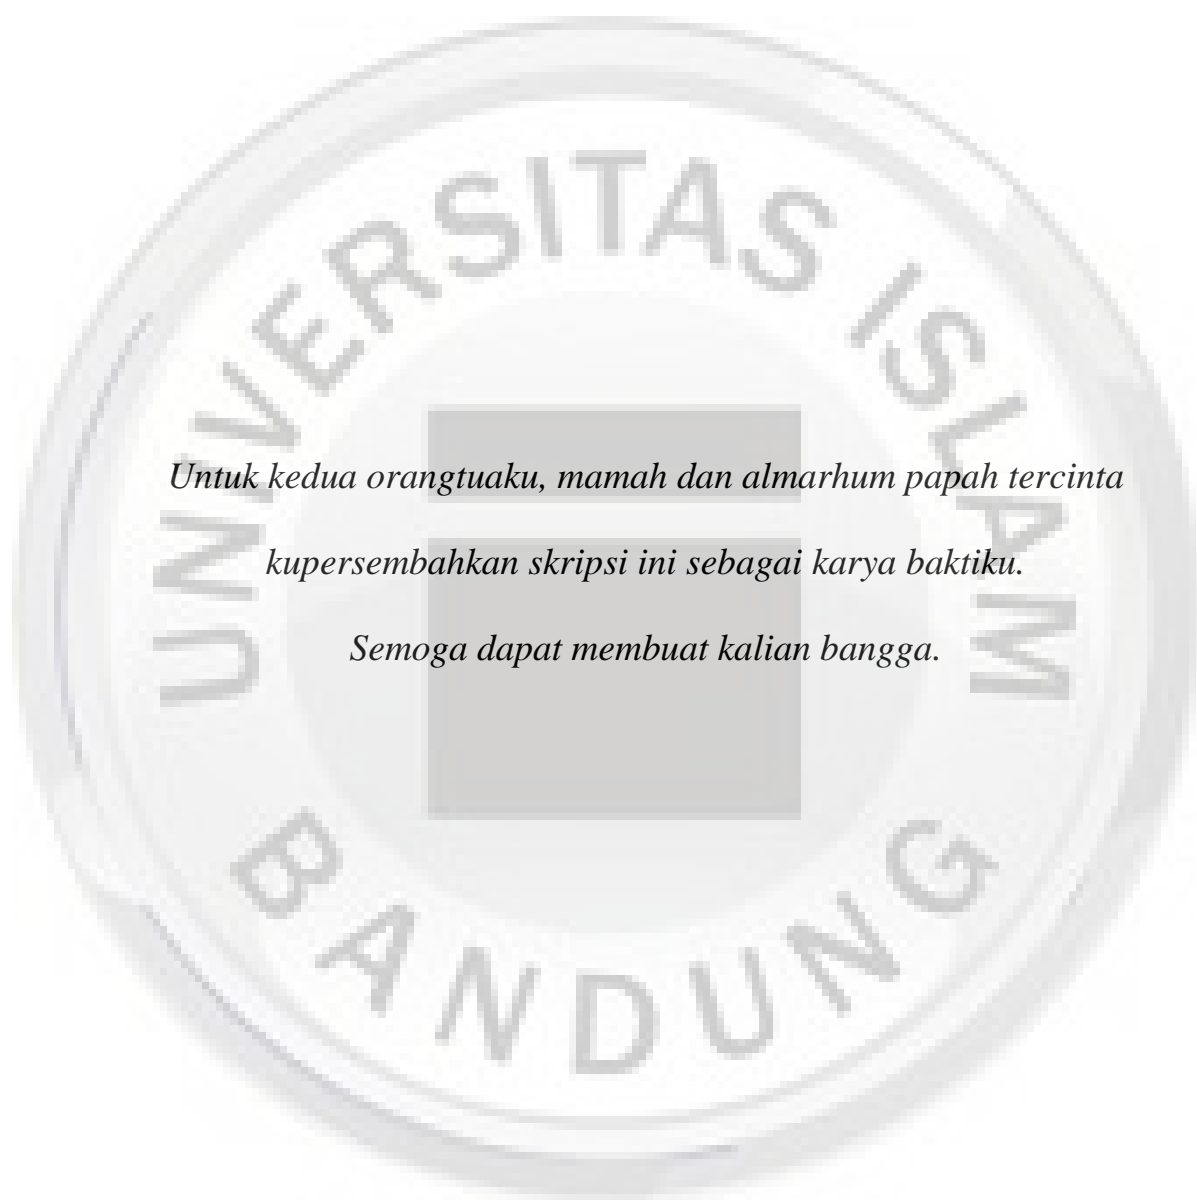 UNIVERSITAS ISLAM
Untuk kedua orangtuaku, mamah dan almarhum papah tercinta
kupersembahkan skripsi ini sebagai karya baktiku.
Semoga dapat membuat kalian bangga.
BANDUNG